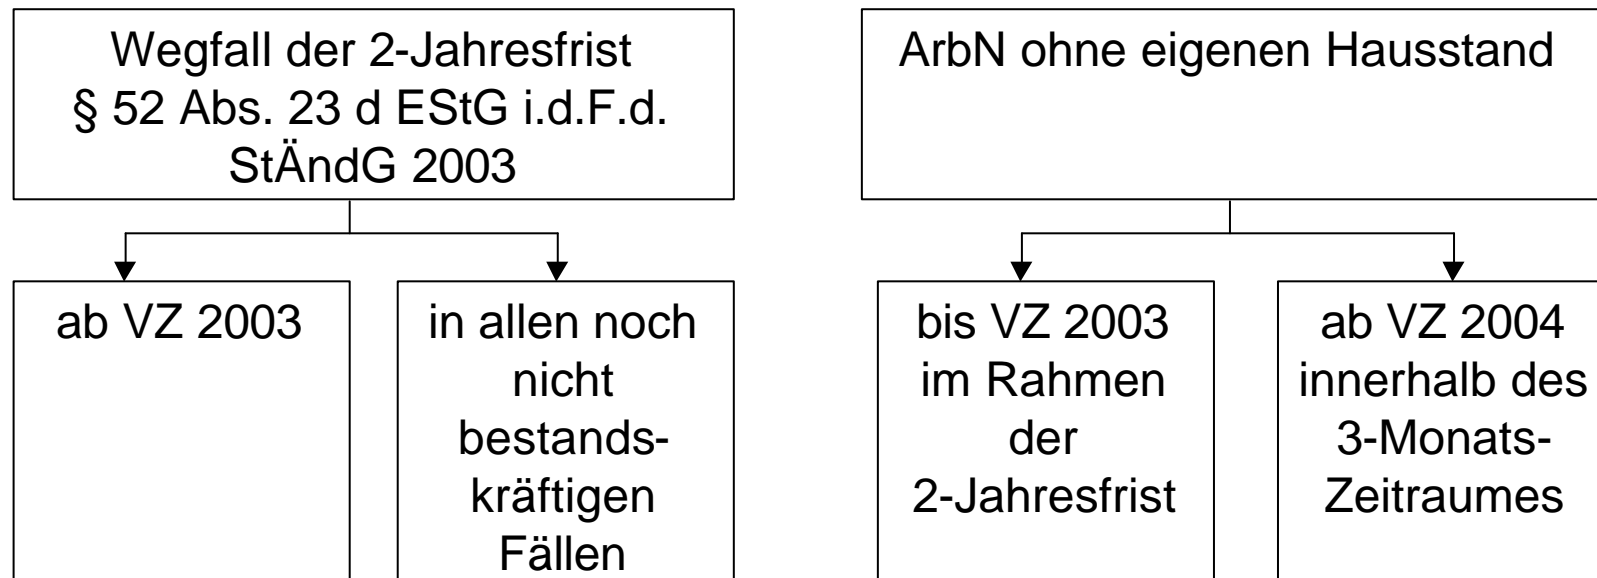 Wegfall der 2-Jahresfrist
§ 52 Abs. 23 d EStG i.d.F.d.
StÄndG 2003
ArbN ohne eigenen Hausstand
ab VZ 2003
in allen noch
nicht
bestands-
kräftigen
Fällen
bis VZ 2003
im Rahmen
der
2-Jahresfrist
ab VZ 2004
innerhalb des
3-Monats-
Zeitraumes